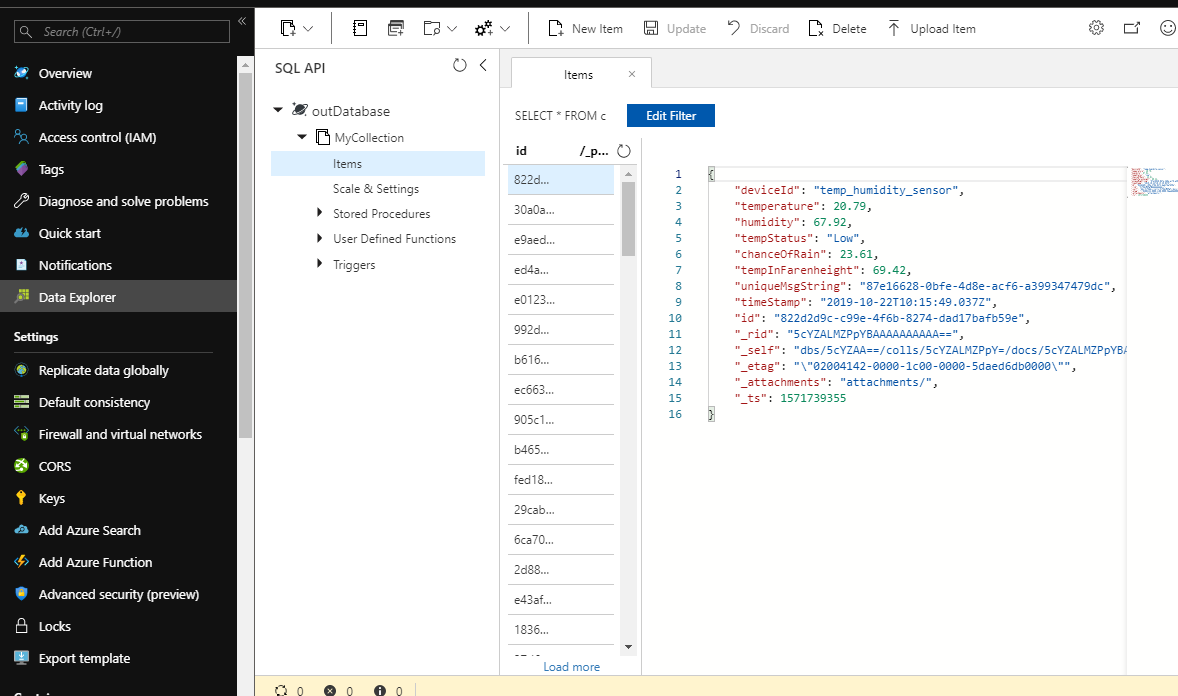 Search (Ctrl+/)
«
Overview
Activity log
Access control (IAM)
Tags
Diagnose and solve problems
Quick start
Notifications
Data Explorer
Settings
Replicate data globally
Default consistency
Firewall and virtual networks
CORS
Keys
Add Azure Search
Add Azure Function
Advanced security (preview)
Locks
Export template
New Item Update Discard Delete Upload Item
SQL API
outDatabase
MyCollection
Items
Scale & Settings
Stored Procedures
User Defined Functions
Triggers
Items ×
SELECT * FROM c Edit Filter
id /_p...
822d...
30a0a...
e9aed...
ed4a...
e0123...
992d...
b616...
ec663...
905c1...
b465...
fed18...
29cab...
6ca70...
2d88...
e43af...
1836...
Load more
1 {
2 "deviceId": "temp_humidity_sensor",
3 "temperature": 20.79,
4 "humidity": 67.92,
5 "tempStatus": "Low",
6 "chanceOfRain": 23.61,
7 "tempInFarenheight": 69.42,
8 "uniqueMsgString": "87e16628-0bfe-4d8e-acf6-a399347479dc",
9 "timeStamp": "2019-10-22T10:15:49.037Z",
10 "id": "822d2d9c-c99e-4f6b-8274-dad17bafb59e",
11 "_rid": "5cYZALMZPpYBAAAAAAAAAA==",
12 "_self": "dbs/5cYZAA==/colls/5cYZALMZPpY=/docs/5cYZALMZPpYBA
13 "_etag": "\"02004142-0000-1c00-0000-5daed6db0000\"",
14 "_attachments": "attachments/",
15 "_ts": 1571739355
16 }
0 0 0